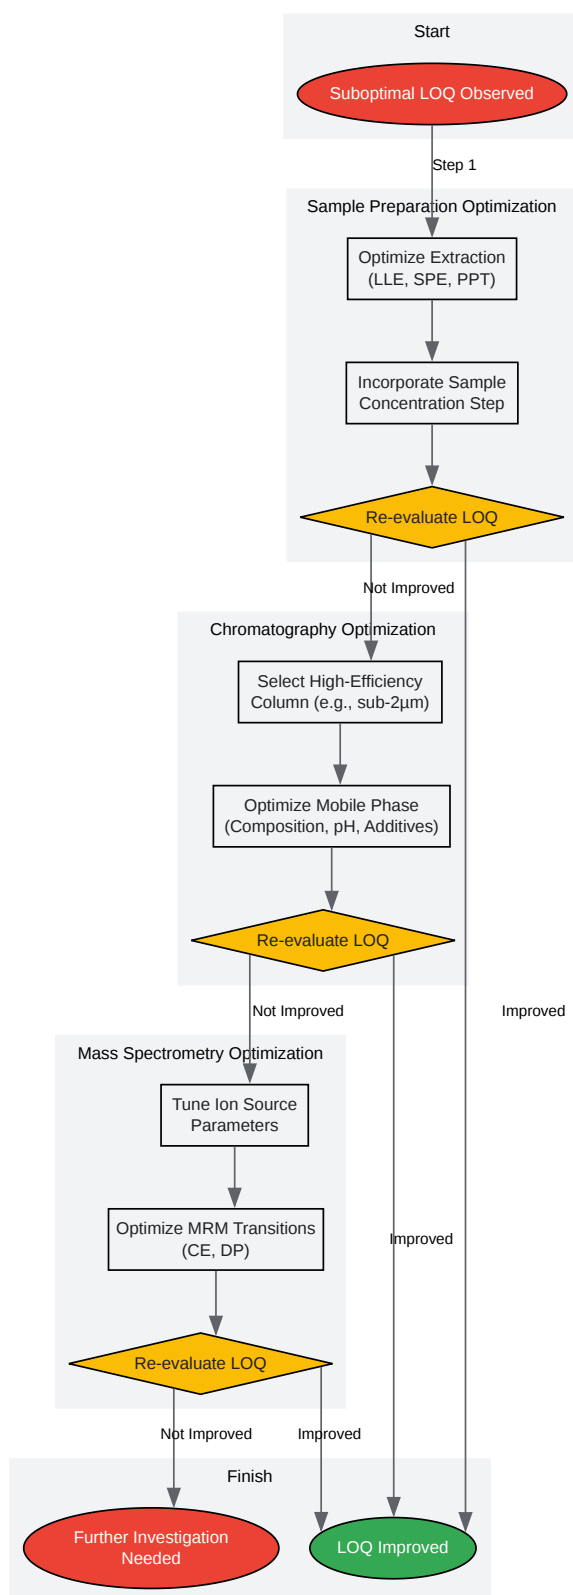 Start
Suboptimal LOQ Observed
Step 1
Sample Preparation Optimization
Optimize Extraction
(LLE, SPE, PPT)
Incorporate Sample
Concentration Step
Re-evaluate LOQ
Not Improved
Chromatography Optimization
Select High-Efficiency
Column (e.g., sub-2µm)
Optimize Mobile Phase
(Composition, pH, Additives)
Re-evaluate LOQ
Not Improved
Improved
Mass Spectrometry Optimization
Tune Ion Source
Parameters
Optimize MRM Transitions
(CE, DP)
Improved
Re-evaluate LOQ
Not Improved
Improved
Finish
Further Investigation
Needed
LOQ Improved